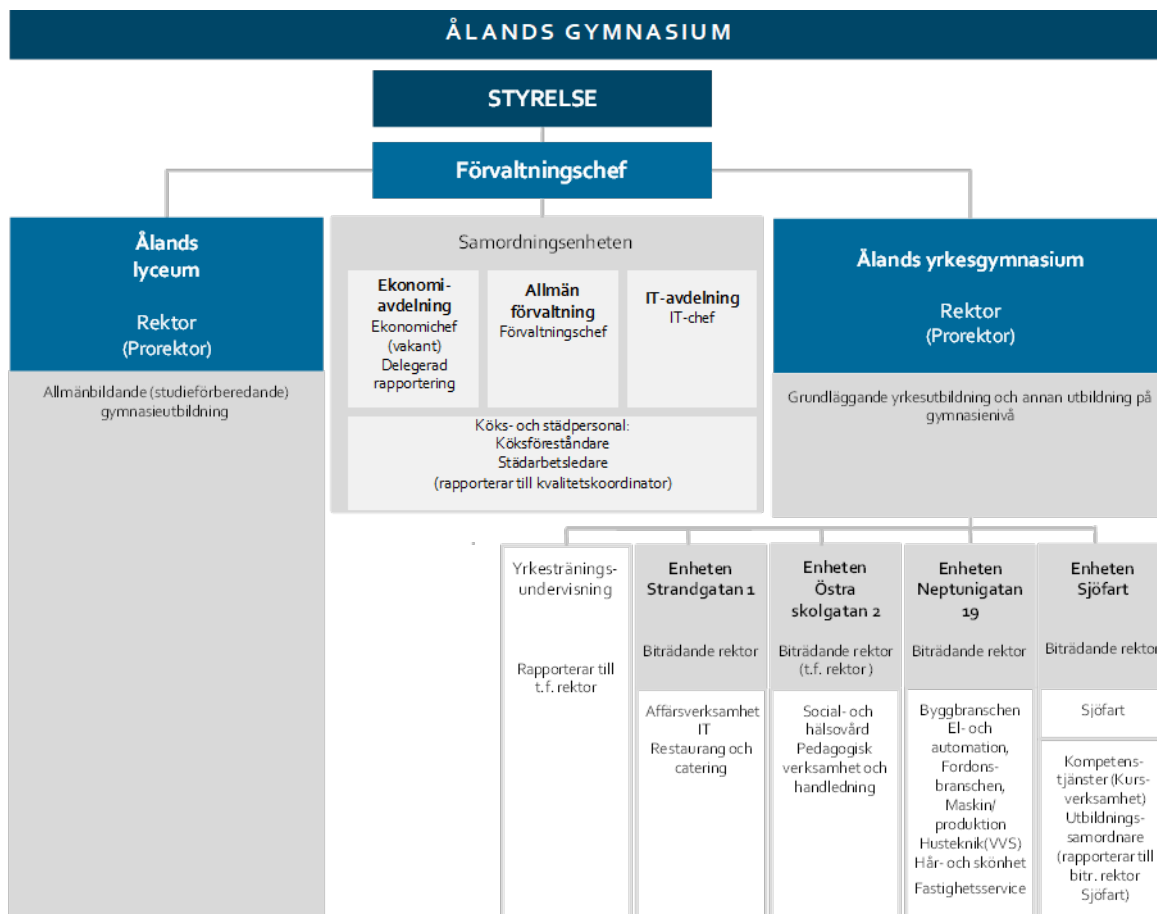 ÅLANDS GYMNASIUM
STYRELSE
Förvaltningschef
Ålands
lyceum
Rektor
(Prorektor)
Allmänbildande (studieförberedande)
gymnasieutbildning
Samordningsenheten
Ekonomi-
avdelning
Ekonomichef
(vakant)
Delegerad
rapportering
Allmän
förvaltning
Förvaltningschef
IT-avdelning
IT-chef
Köks- och städpersonal:
Köksföreståndare
Städarbetsledare
(rapporterar till kvalitetskoordinator)
Ålands yrkesgymnasium
Rektor
(Prorektor)
Grundläggande yrkesutbildning och annan utbildning på
gymnasienivå
Yrkestränings-
undervisning
Rapporterar till
t.f. rektor
Enheten
Strandgatan 1
Biträdande rektor
Affärsverksamhet
IT
Restaurang och
catering
Enheten
Östra
skolgatan 2
Biträdande rektor
(t.f. rektor)
Social- och
hälsovård
Pedagogisk
verksamhet och
handledning
Enheten
Neptunigatan
19
Biträdande rektor
Byggbranschen
El- och
automation,
Fordons-
branschen,
Maskin/
produktion
Husteknik(VVS)
Hår- och skönhet
Fastighetsservice
Enheten
Sjöfart
Biträdande rektor
Sjöfart
Kompetens-
tjänster (Kurs-
verksamhet)
Utbildnings-
samordnare
(rapporterar till
bitr. rektor
Sjöfart)